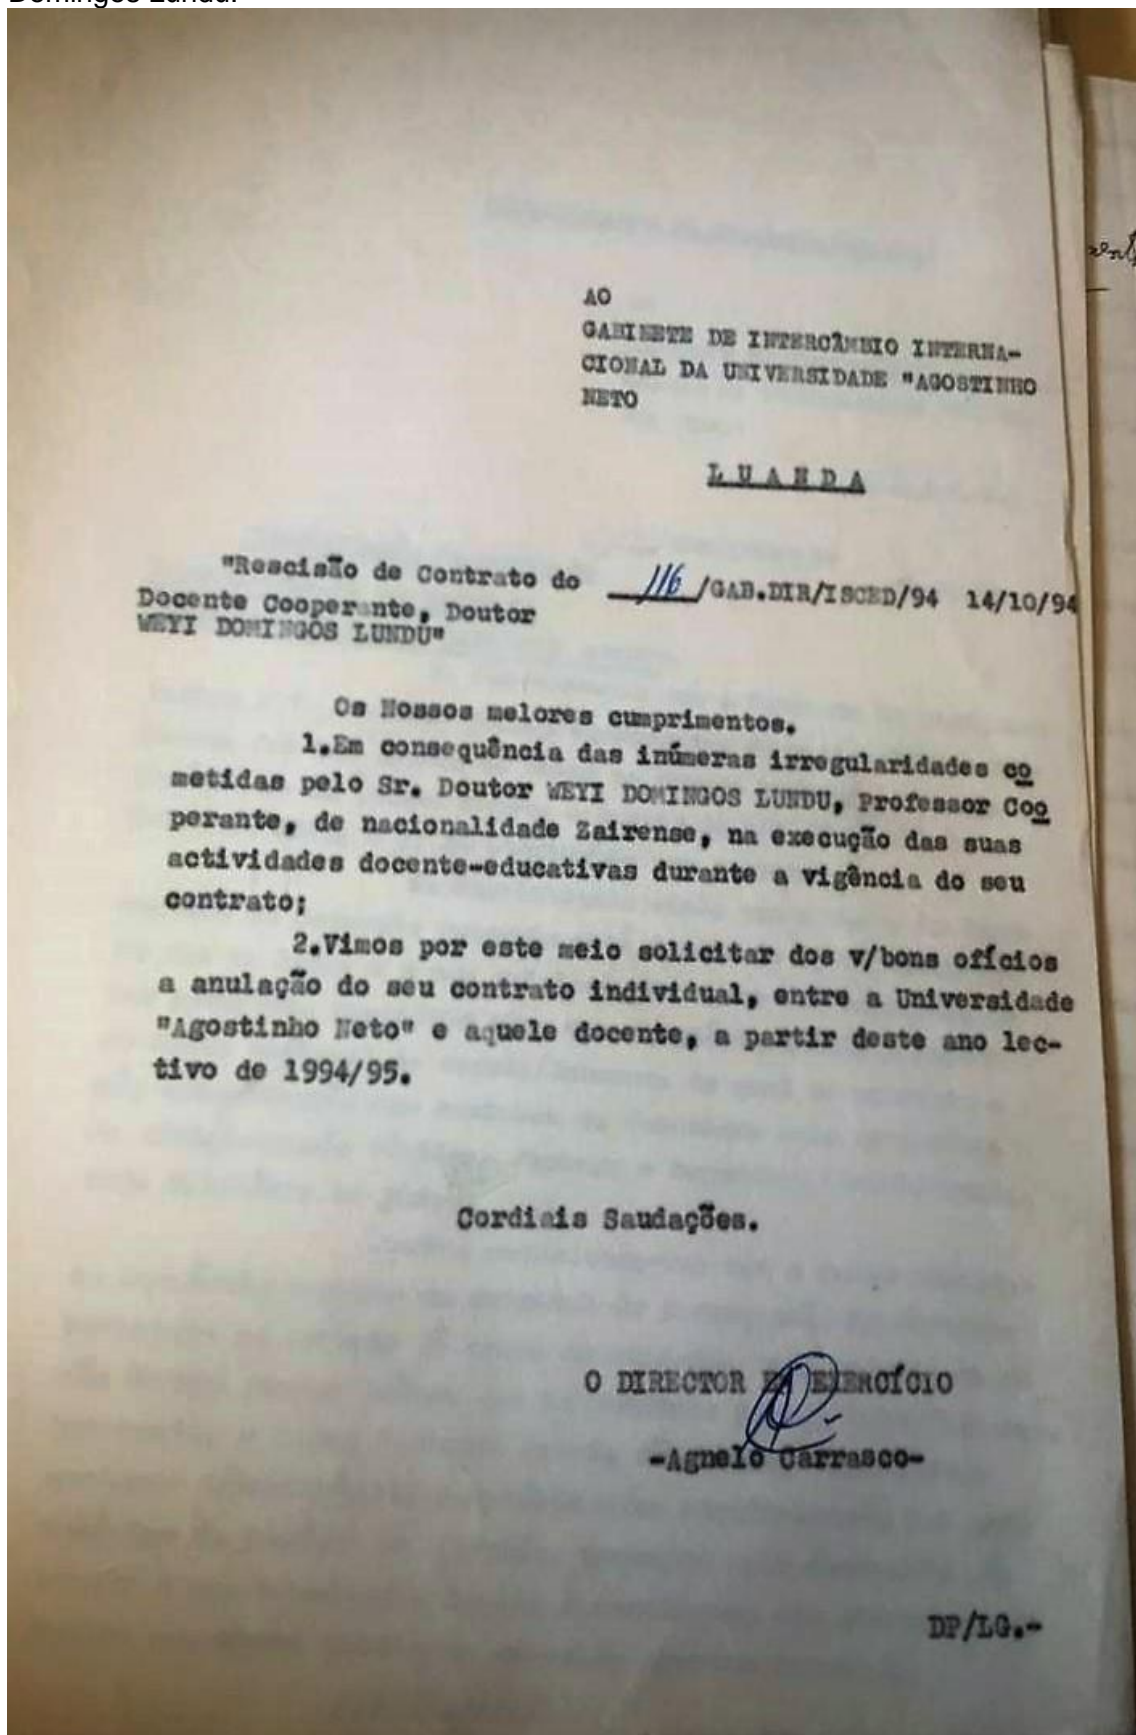 Domingos Lundu.
AO
GABINETE DE INTERCÂMBIO INTERNA-
CIONAL DA UNIVERSIDADE "AGOSTINHO
NETO
LUANDA
"Rescisão de Contrato do
Docente Cooperante, Doutor
WEYI DOMINGOS LUNDU"
116/GAB.DIR/ISCED/94 14/10/94
Os Nossos melores cumprimentos.
1.Em consequência das inúmeras irregularidades co
metidas pelo Sr. Doutor WEYI DOMINGOS LUNDU, Professor Coo
perante, de nacionalidade Zairense, na execução das suas
actividades docente-educativas durante a vigência do seu
contrato;
2.Vimos por este meio solicitar dos v/bons ofícios
a anulação do seu contrato individual, entre a Universidade
"Agostinho Neto" e aquele docente, a partir deste ano lec-
tivo de 1994/95.
Cordiais Saudações.
O DIRECTOR EM EXERCÍCIO
-Agnelo Carrasco-
DP/LG.-